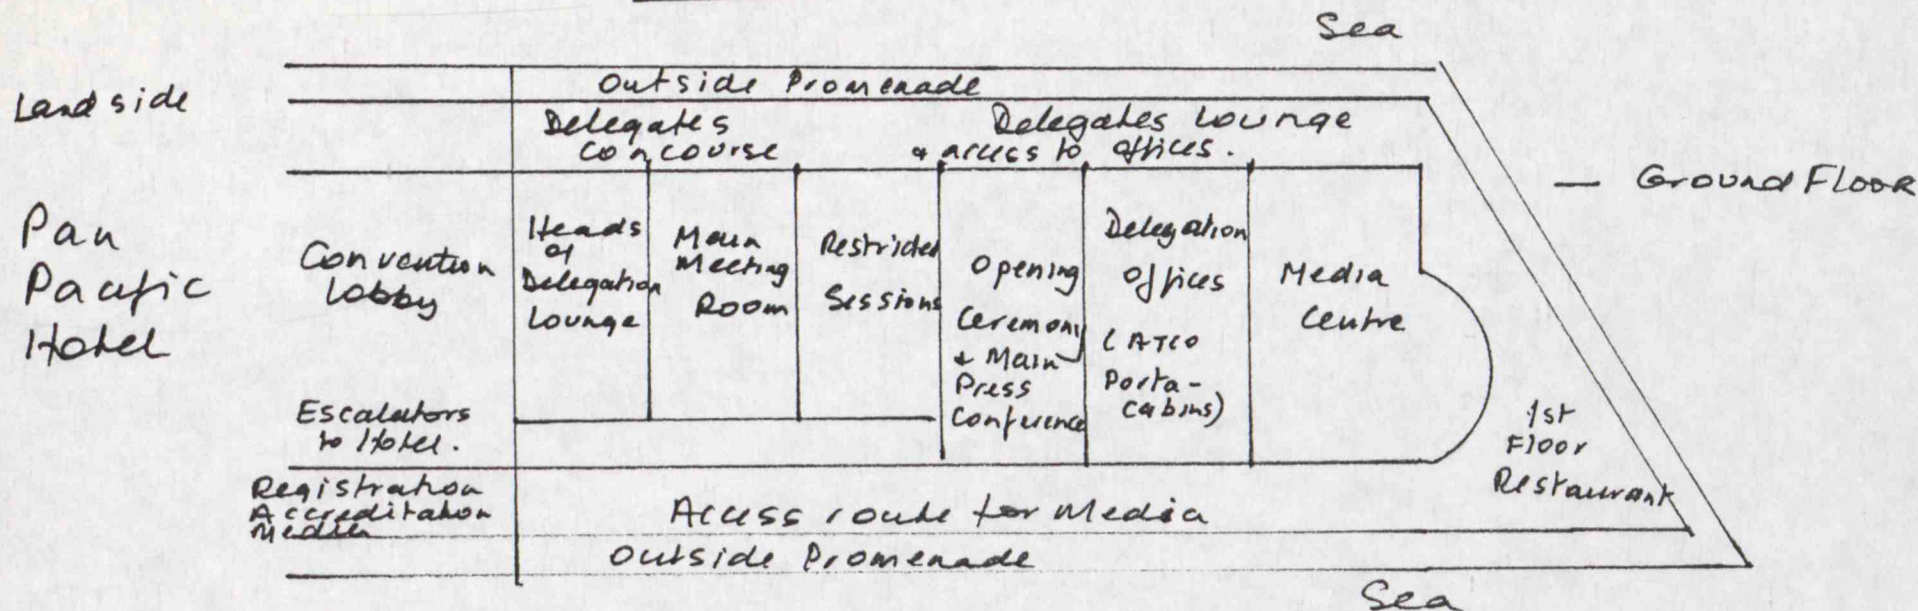 Sea
Outside Promenade
Landside
Delegates
concourse
Delegates Lounge
& access to offices.
— Ground Floor
Pan
Pacific
Hotel
Convention
lobby
Escalators
to Hotel.
Heads
of
Delegation
Lounge
Main
Meeting
Room
Restricted
Sessions
Opening
Ceremony
& Main
Press
Conference
Delegation
Offices
(ATCO
Porta-
cabins)
Media
Centre
1st
Floor
Restaurant
Registration
Accreditation
Media
Access route for Media
Outside Promenade
Sea